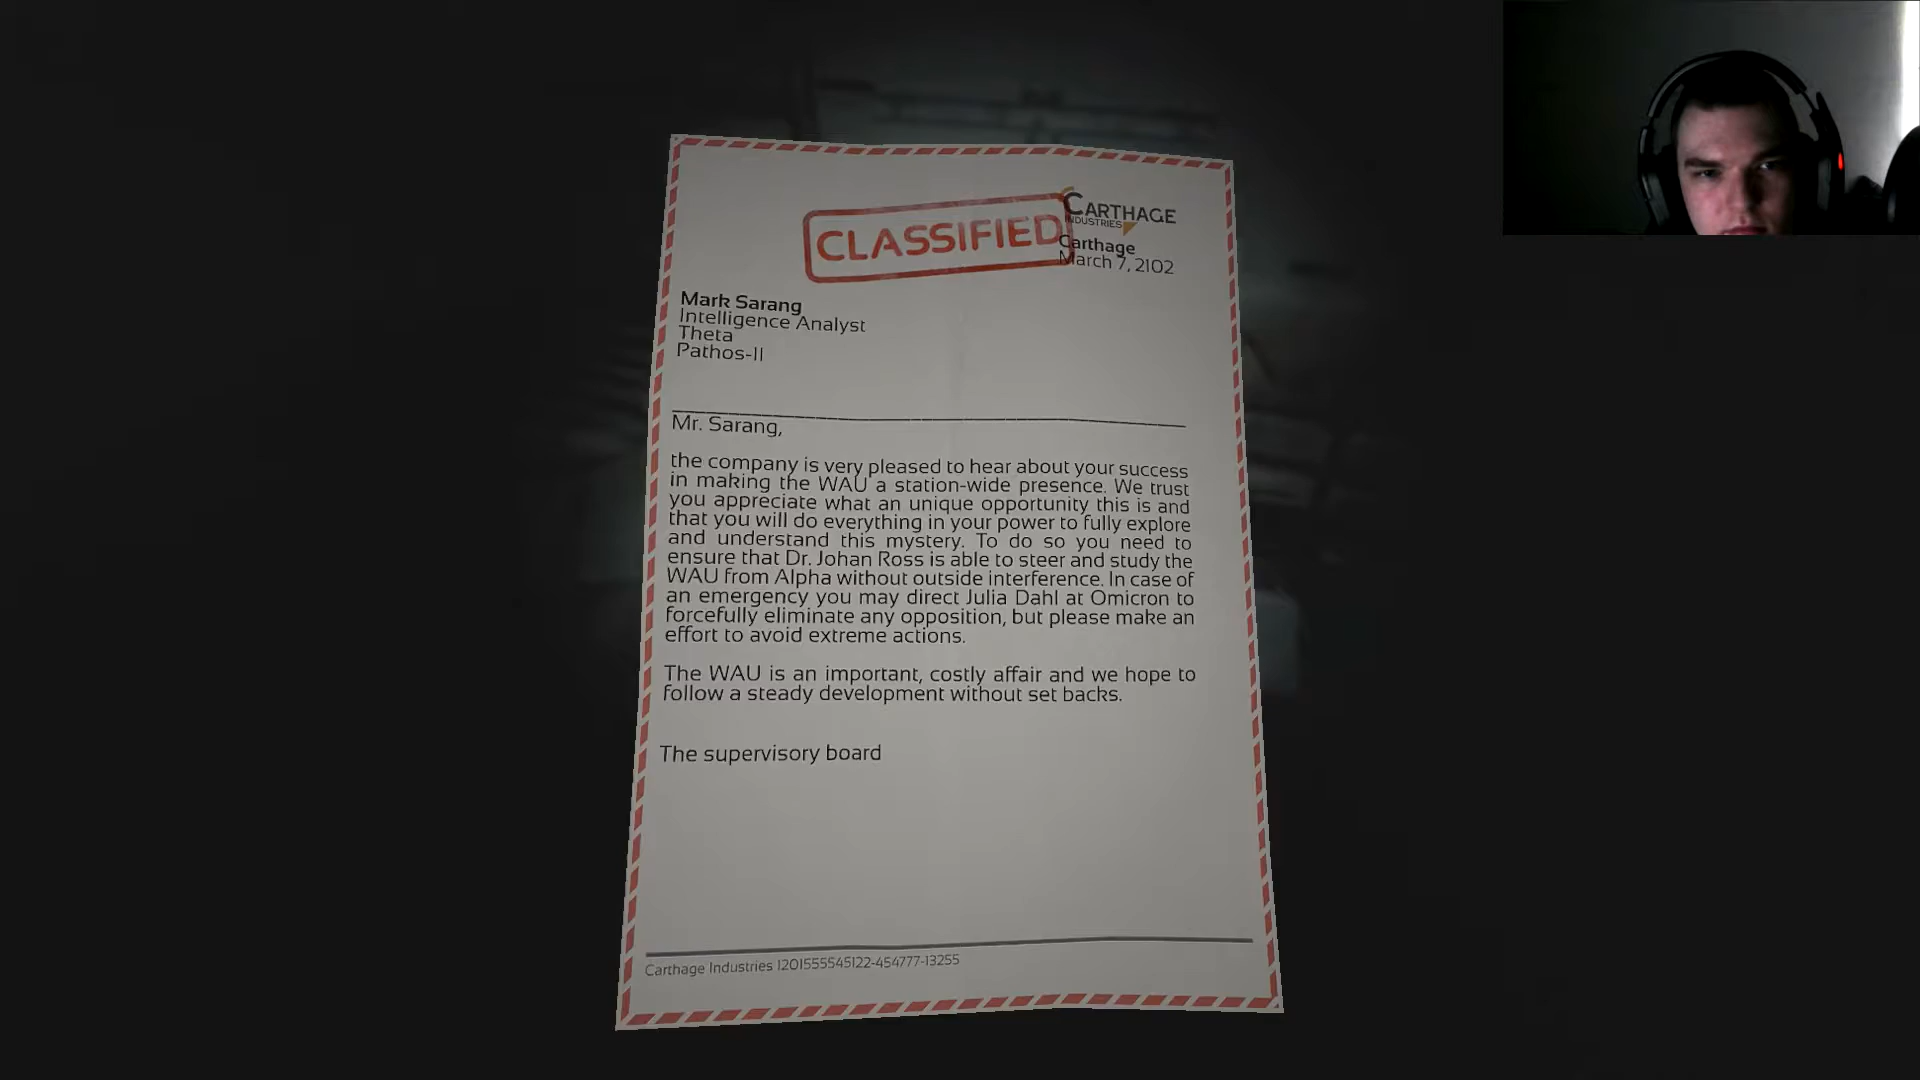 CLASSIFIED
CARTHAGE
INDUSTRIES
Carthage
March 7, 2102
Mark Sarang
Intelligence Analyst
Theta
Pathos-II
Mr. Sarang,
the company is very pleased to hear about your success
in making the WAU a station-wide presence. We trust
you appreciate what an unique opportunity this is and
that you will do everything in your power to fully explore
and understand this mystery. To do so you need to
ensure that Dr. Johan Ross is able to steer and study the
WAU from Alpha without outside interference. In case of
an emergency you may direct Julia Dahl at Omicron to
forcefully eliminate any opposition, but please make an
effort to avoid extreme actions.
The WAU is an important, costly affair and we hope to
follow a steady development without set backs.
The supervisory board
Carthage Industries 1201555545122-454777-13255